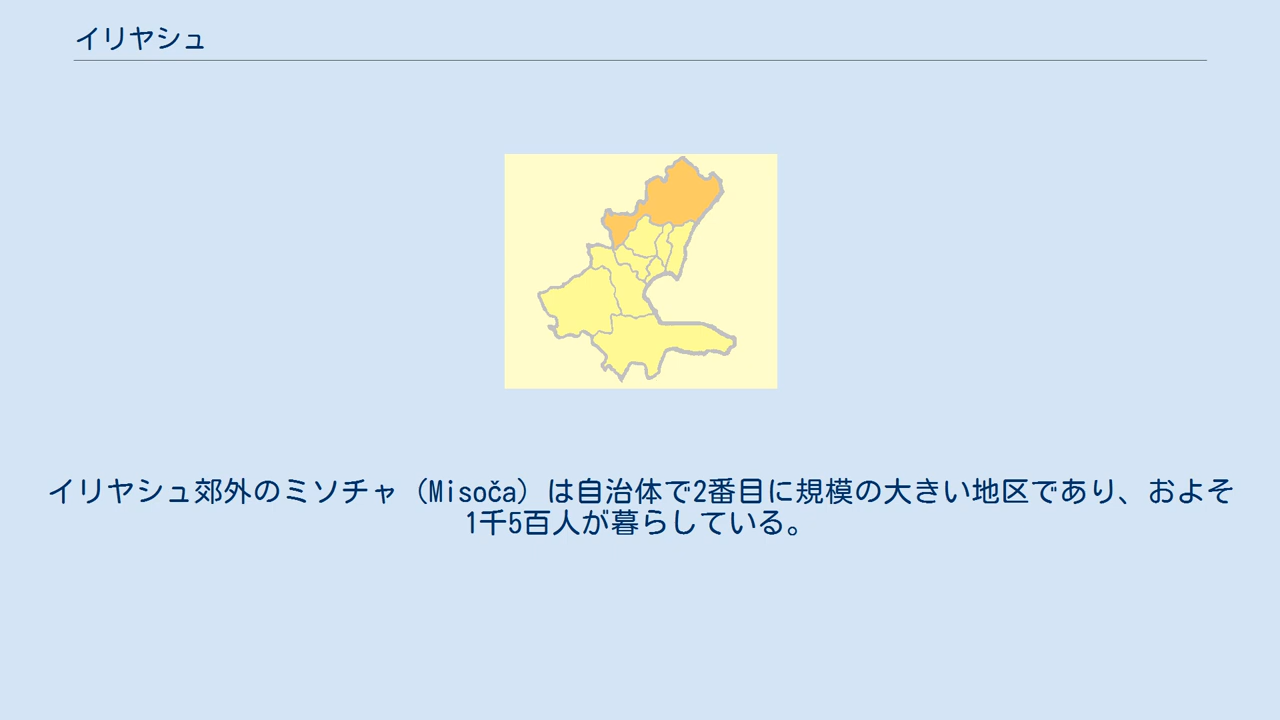 イリヤシュ
イリヤシュ郊外のミソチャ（Misoča）は自治体で2番目に規模の大きい地区であり、およそ
1千5百人が暮らしている。